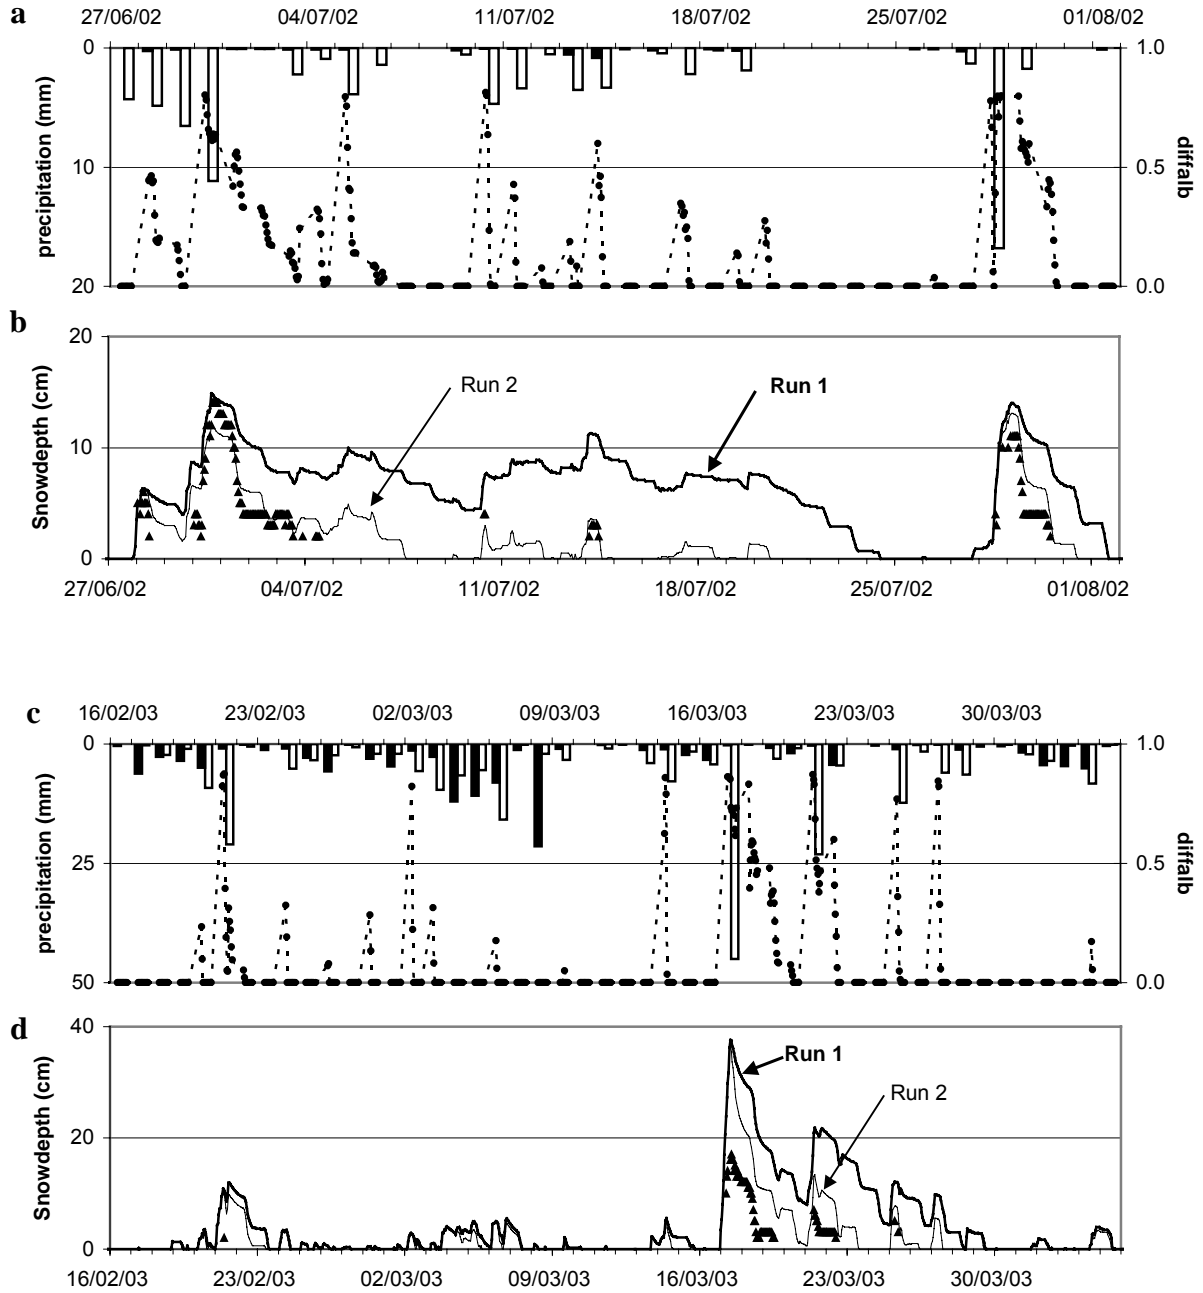 a
27/06/02 04/07/02 11/07/02 18/07/02 25/07/02 01/08/02
0 1.0
10 0.5
20 0.0
precipitation (mm)
diffalb
b
20
10
0
Snowdepth (cm)
Run 2
Run 1
27/06/02 04/07/02 11/07/02 18/07/02 25/07/02 01/08/02
c
16/02/03 23/02/03 02/03/03 09/03/03 16/03/03 23/03/03 30/03/03
0 1.0
25 0.5
50 0.0
precipitation (mm)
diffalb
d
40
20
0
Snowdepth (cm)
Run 1
Run 2
16/02/03 23/02/03 02/03/03 09/03/03 16/03/03 23/03/03 30/03/03